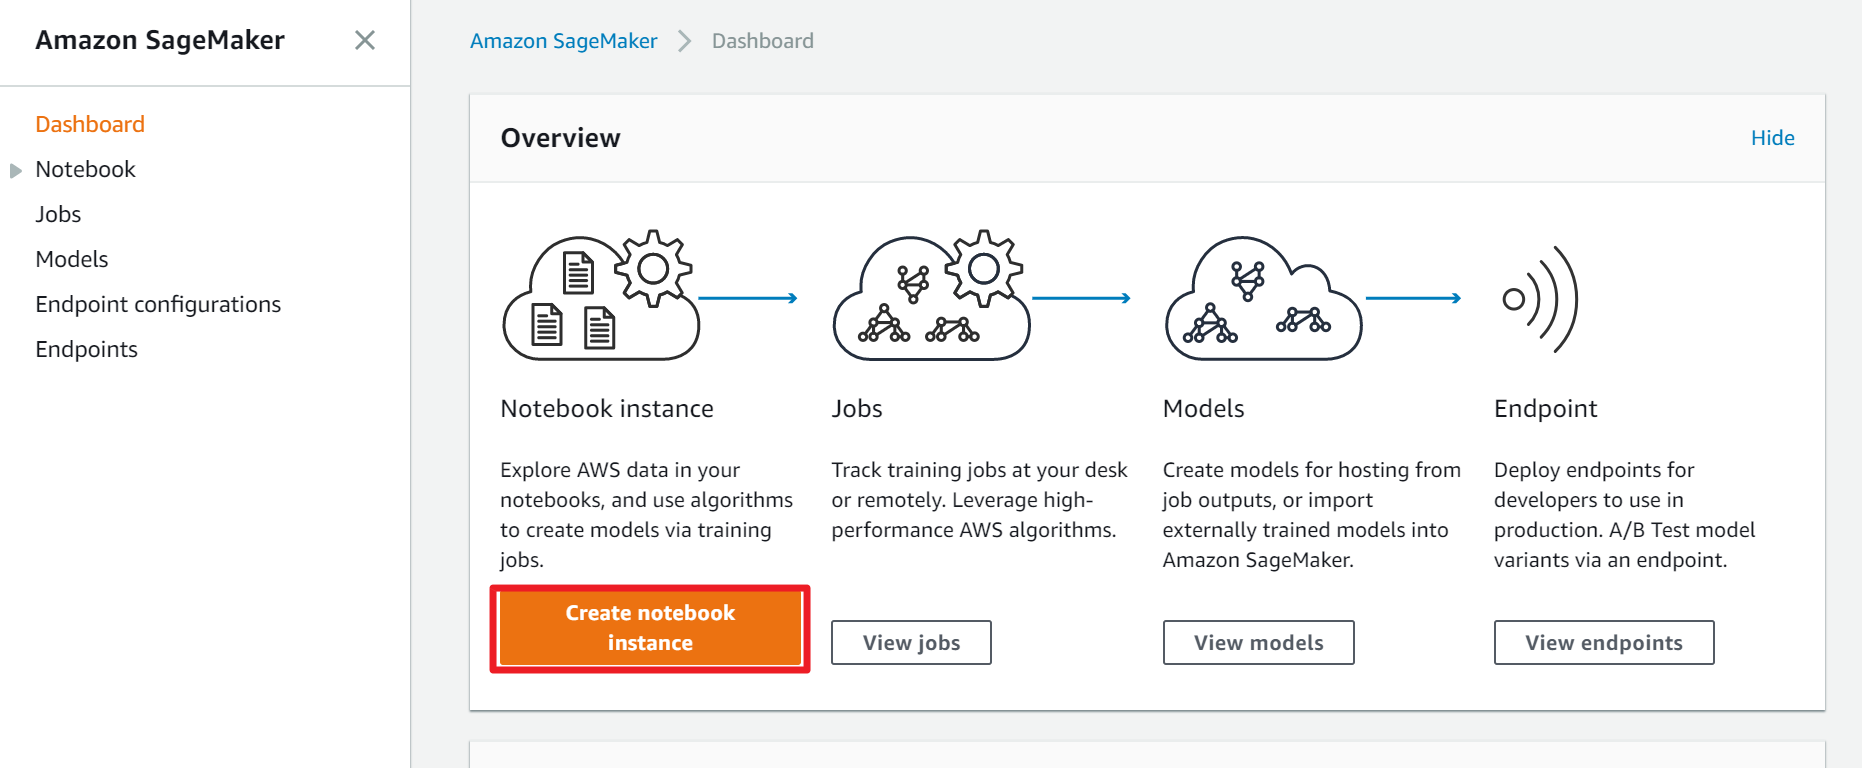 Amazon SageMaker
Dashboard
Notebook
Jobs
Models
Endpoint configurations
Endpoints
Amazon SageMaker
Dashboard
Overview
Hide
Notebook instance
Explore AWS data in your
notebooks, and use algorithms
to create models via training
jobs.
Create notebook
instance
Jobs
Track training jobs at your desk
or remotely. Leverage high-
performance AWS algorithms.
View jobs
Models
Create models for hosting from
job outputs, or import
externally trained models into
Amazon SageMaker.
View models
Endpoint
Deploy endpoints for
developers to use in
production. A/B Test model
variants via an endpoint.
View endpoints